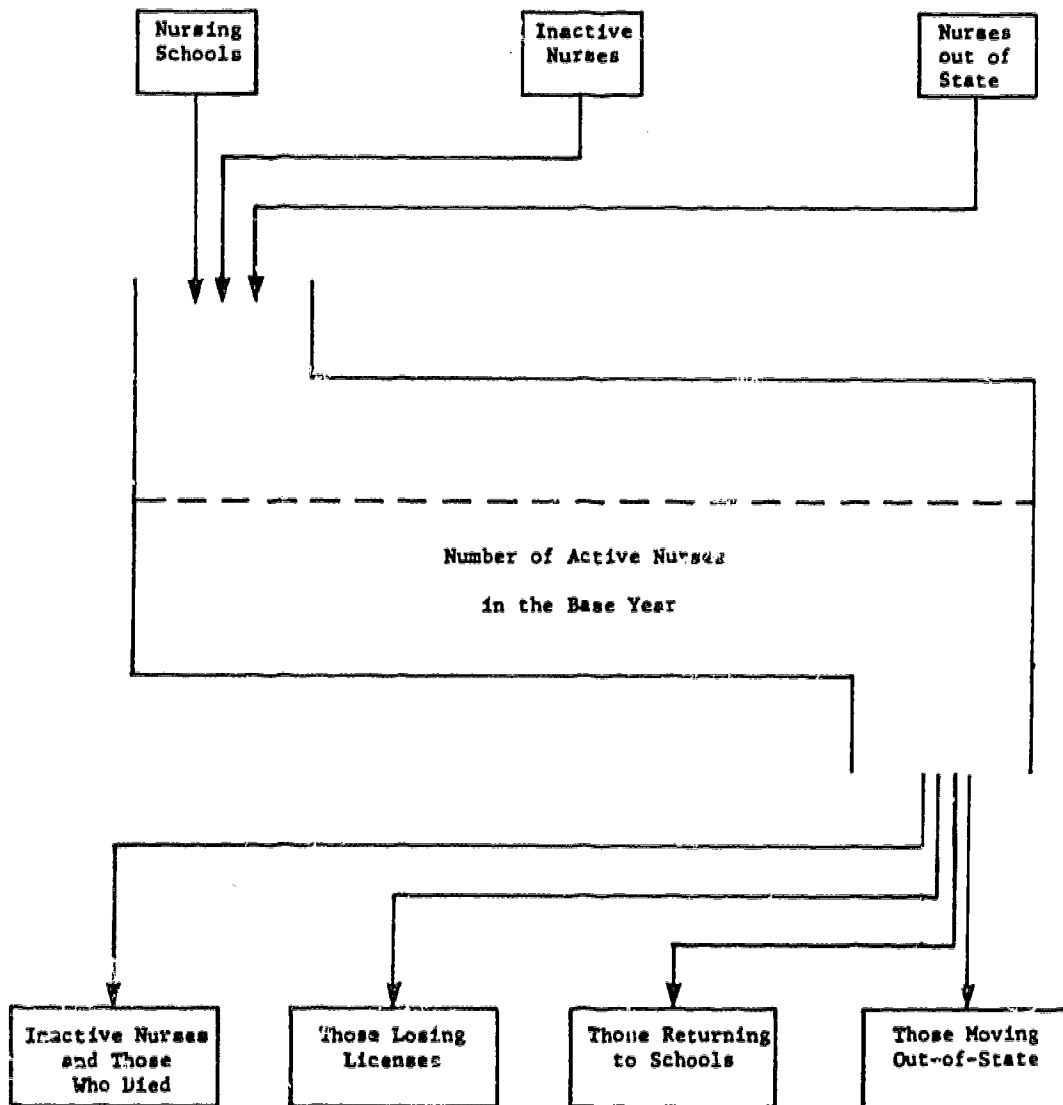 Nursing
Schools
Inactive
Nurses
Nurses
out of
State
Number of Active Nurses
in the Base Year
Inactive Nurses
and Those
Who Died
Those Losing
Licenses
Those Returning
to Schools
Those Moving
Out-of-State